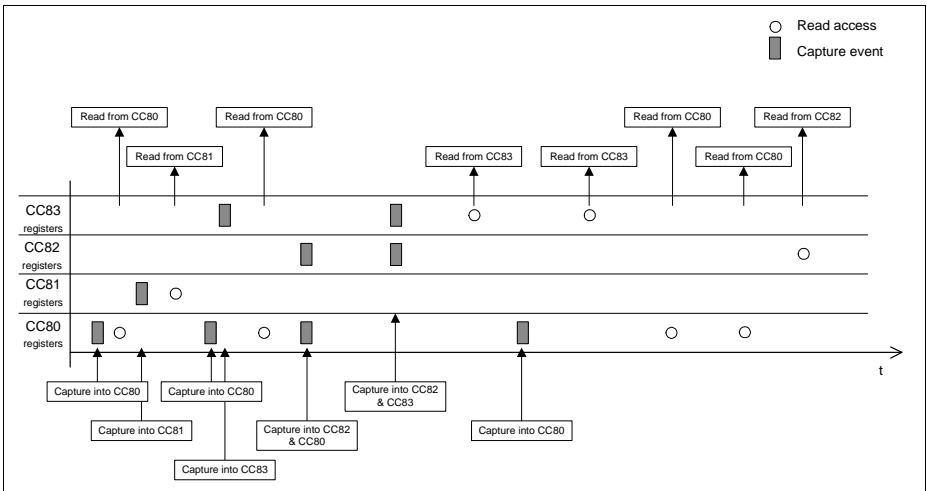 Read access
Capture event
Read from CC80
Read from CC80
Read from CC80
Read from CC82
Read from CC81
Read from CC83
Read from CC83
Read from CC80
CC83
registers
CC82
registers
CC81
registers
CC80
registers
t
Capture into CC80
Capture into CC80
Capture into CC82
& CC83
Capture into CC81
Capture into CC82
& CC80
Capture into CC80
Capture into CC83